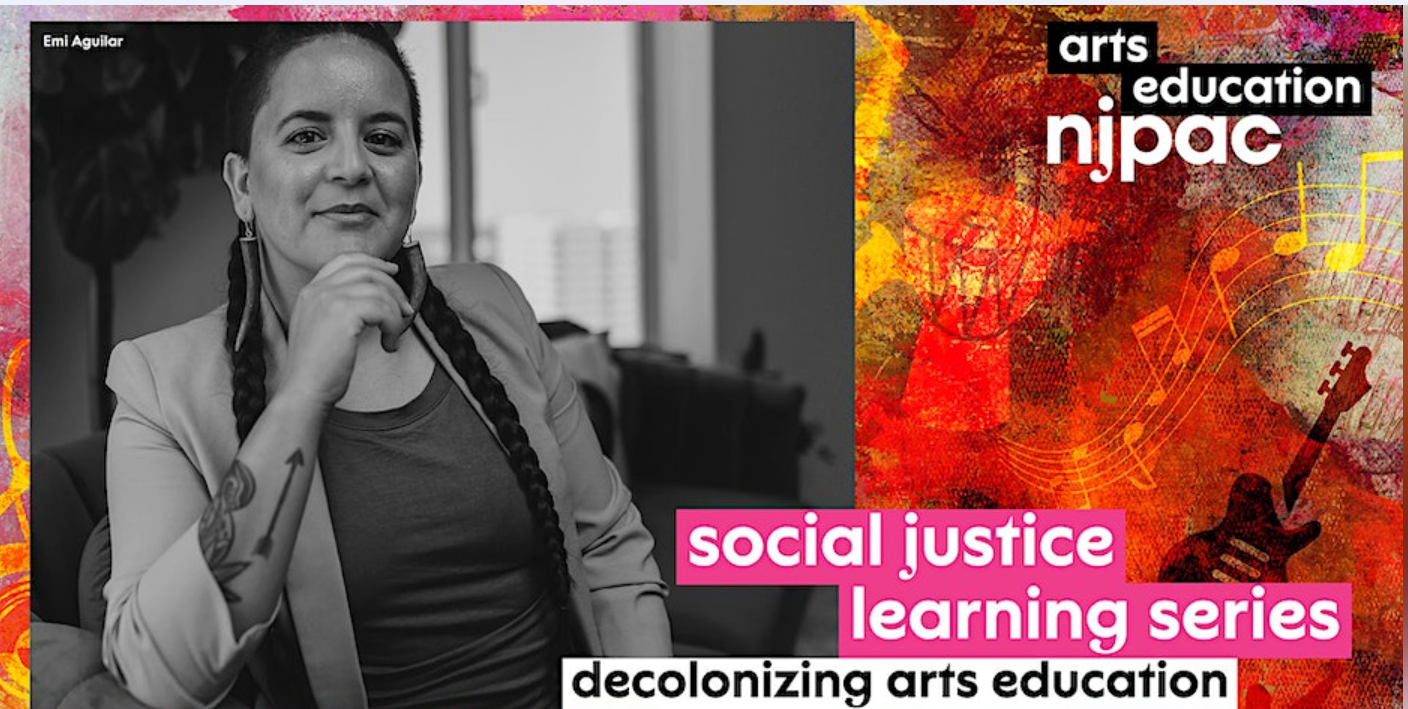 Emi Aguilar
arts
education
njpac
social justice
learning series
decolonizing arts education